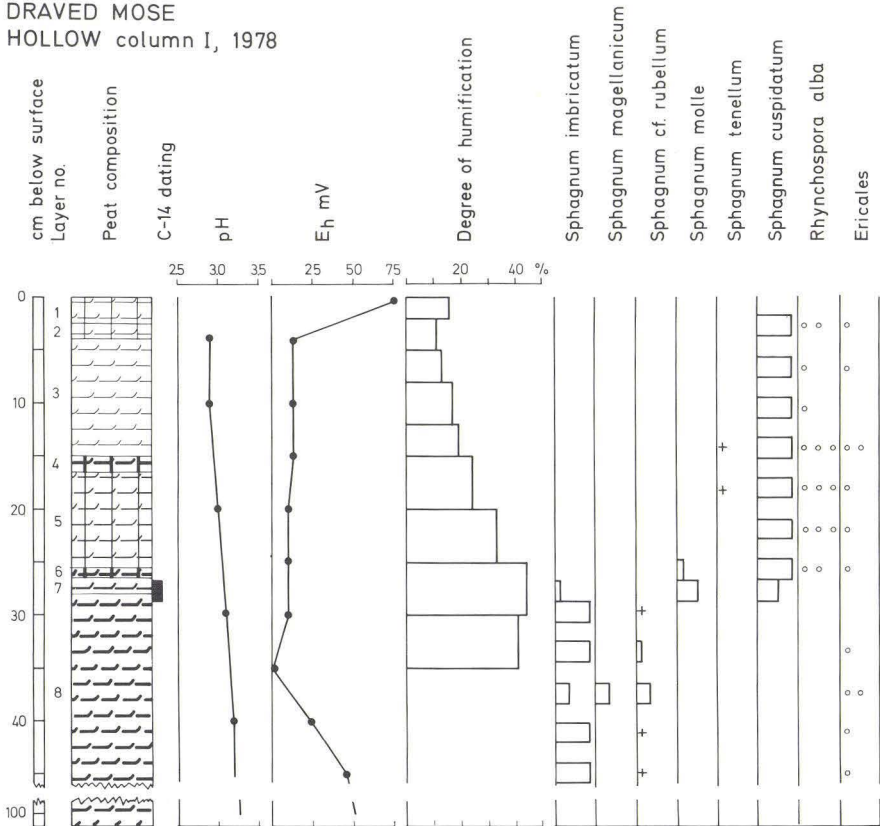 DRAVED MOSE
HOLLOW column I, 1978
cm below surface
Layer no.
Peat composition
C-14 dating
pH
Eh mV
Degree of humification
Sphagnum imbricatum
Sphagnum magellanicum
Sphagnum cf. rubellum
Sphagnum molle
Sphagnum tenellum
Sphagnum cuspidatum
Rhynchospora alba
Ericales
25 3.0 3.5
25 50 75
20 40 %
0
1
2
3
10
4
20
5
6
7
30
8
40
100